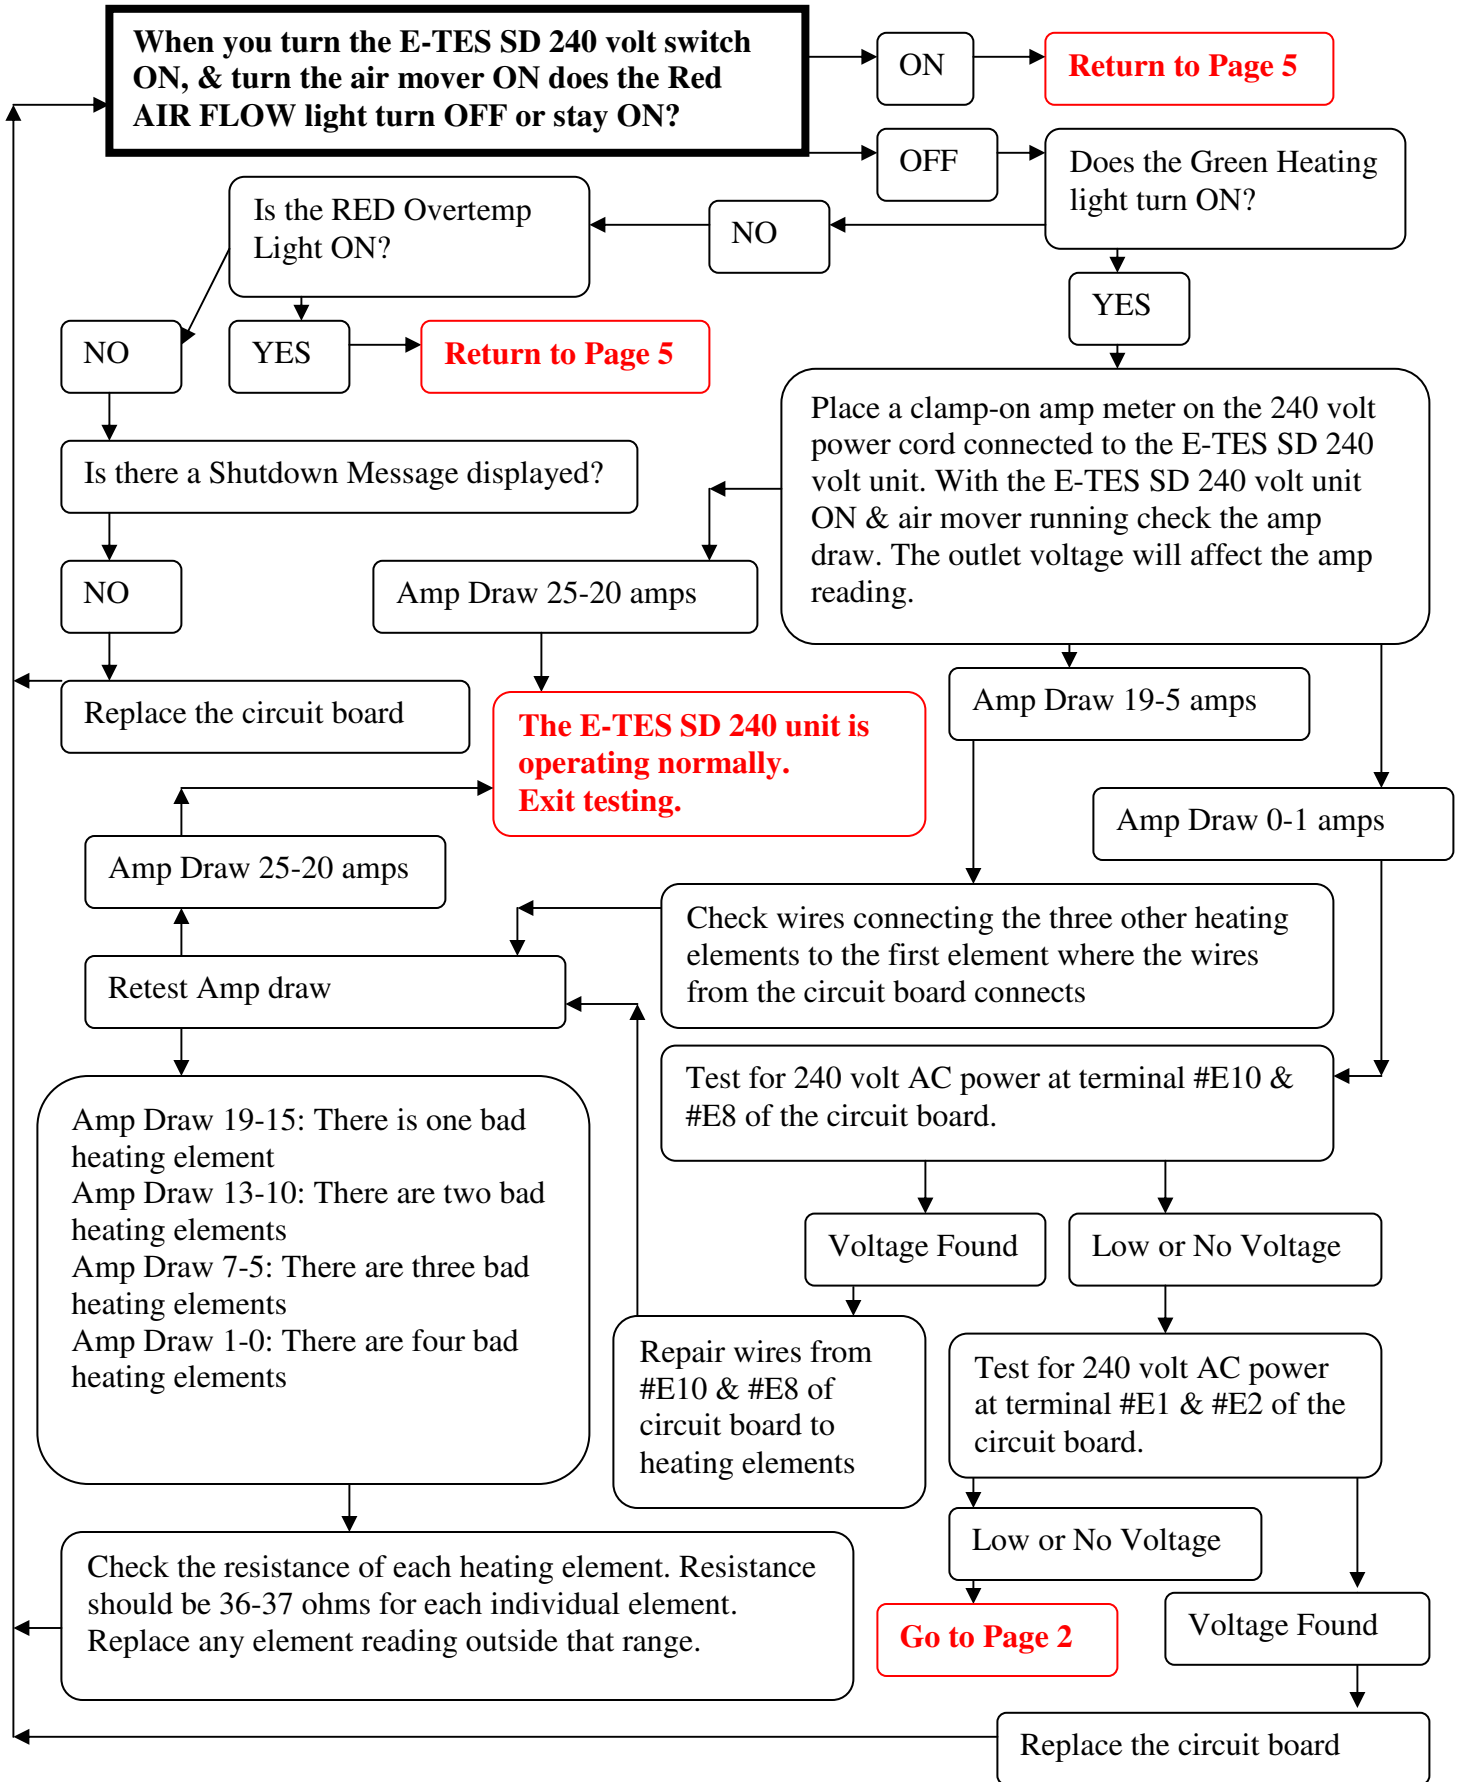 When you turn the E-TES SD 240 volt switch
ON, & turn the air mover ON does the Red
AIR FLOW light turn OFF or stay ON?
ON
Return to Page 5
OFF
Does the Green Heating
light turn ON?
NO
Is the RED Overtemp
Light ON?
YES
NO
YES
Return to Page 5
Place a clamp-on amp meter on the 240 volt
power cord connected to the E-TES SD 240
volt unit. With the E-TES SD 240 volt unit
ON & air mover running check the amp
draw. The outlet voltage will affect the amp
reading.
Is there a Shutdown Message displayed?
NO
Amp Draw 25-20 amps
Replace the circuit board
Amp Draw 19-5 amps
The E-TES SD 240 unit is
operating normally.
Exit testing.
Amp Draw 0-1 amps
Amp Draw 25-20 amps
Check wires connecting the three other heating
elements to the first element where the wires
from the circuit board connects
Retest Amp draw
Test for 240 volt AC power at terminal #E10 &
#E8 of the circuit board.
Amp Draw 19-15: There is one bad
heating element
Amp Draw 13-10: There are two bad
heating elements
Amp Draw 7-5: There are three bad
heating elements
Amp Draw 1-0: There are four bad
heating elements
Voltage Found
Low or No Voltage
Repair wires from
#E10 & #E8 of
circuit board to
heating elements
Test for 240 volt AC power
at terminal #E1 & #E2 of the
circuit board.
Low or No Voltage
Check the resistance of each heating element. Resistance
should be 36-37 ohms for each individual element.
Replace any element reading outside that range.
Go to Page 2
Voltage Found
Replace the circuit board